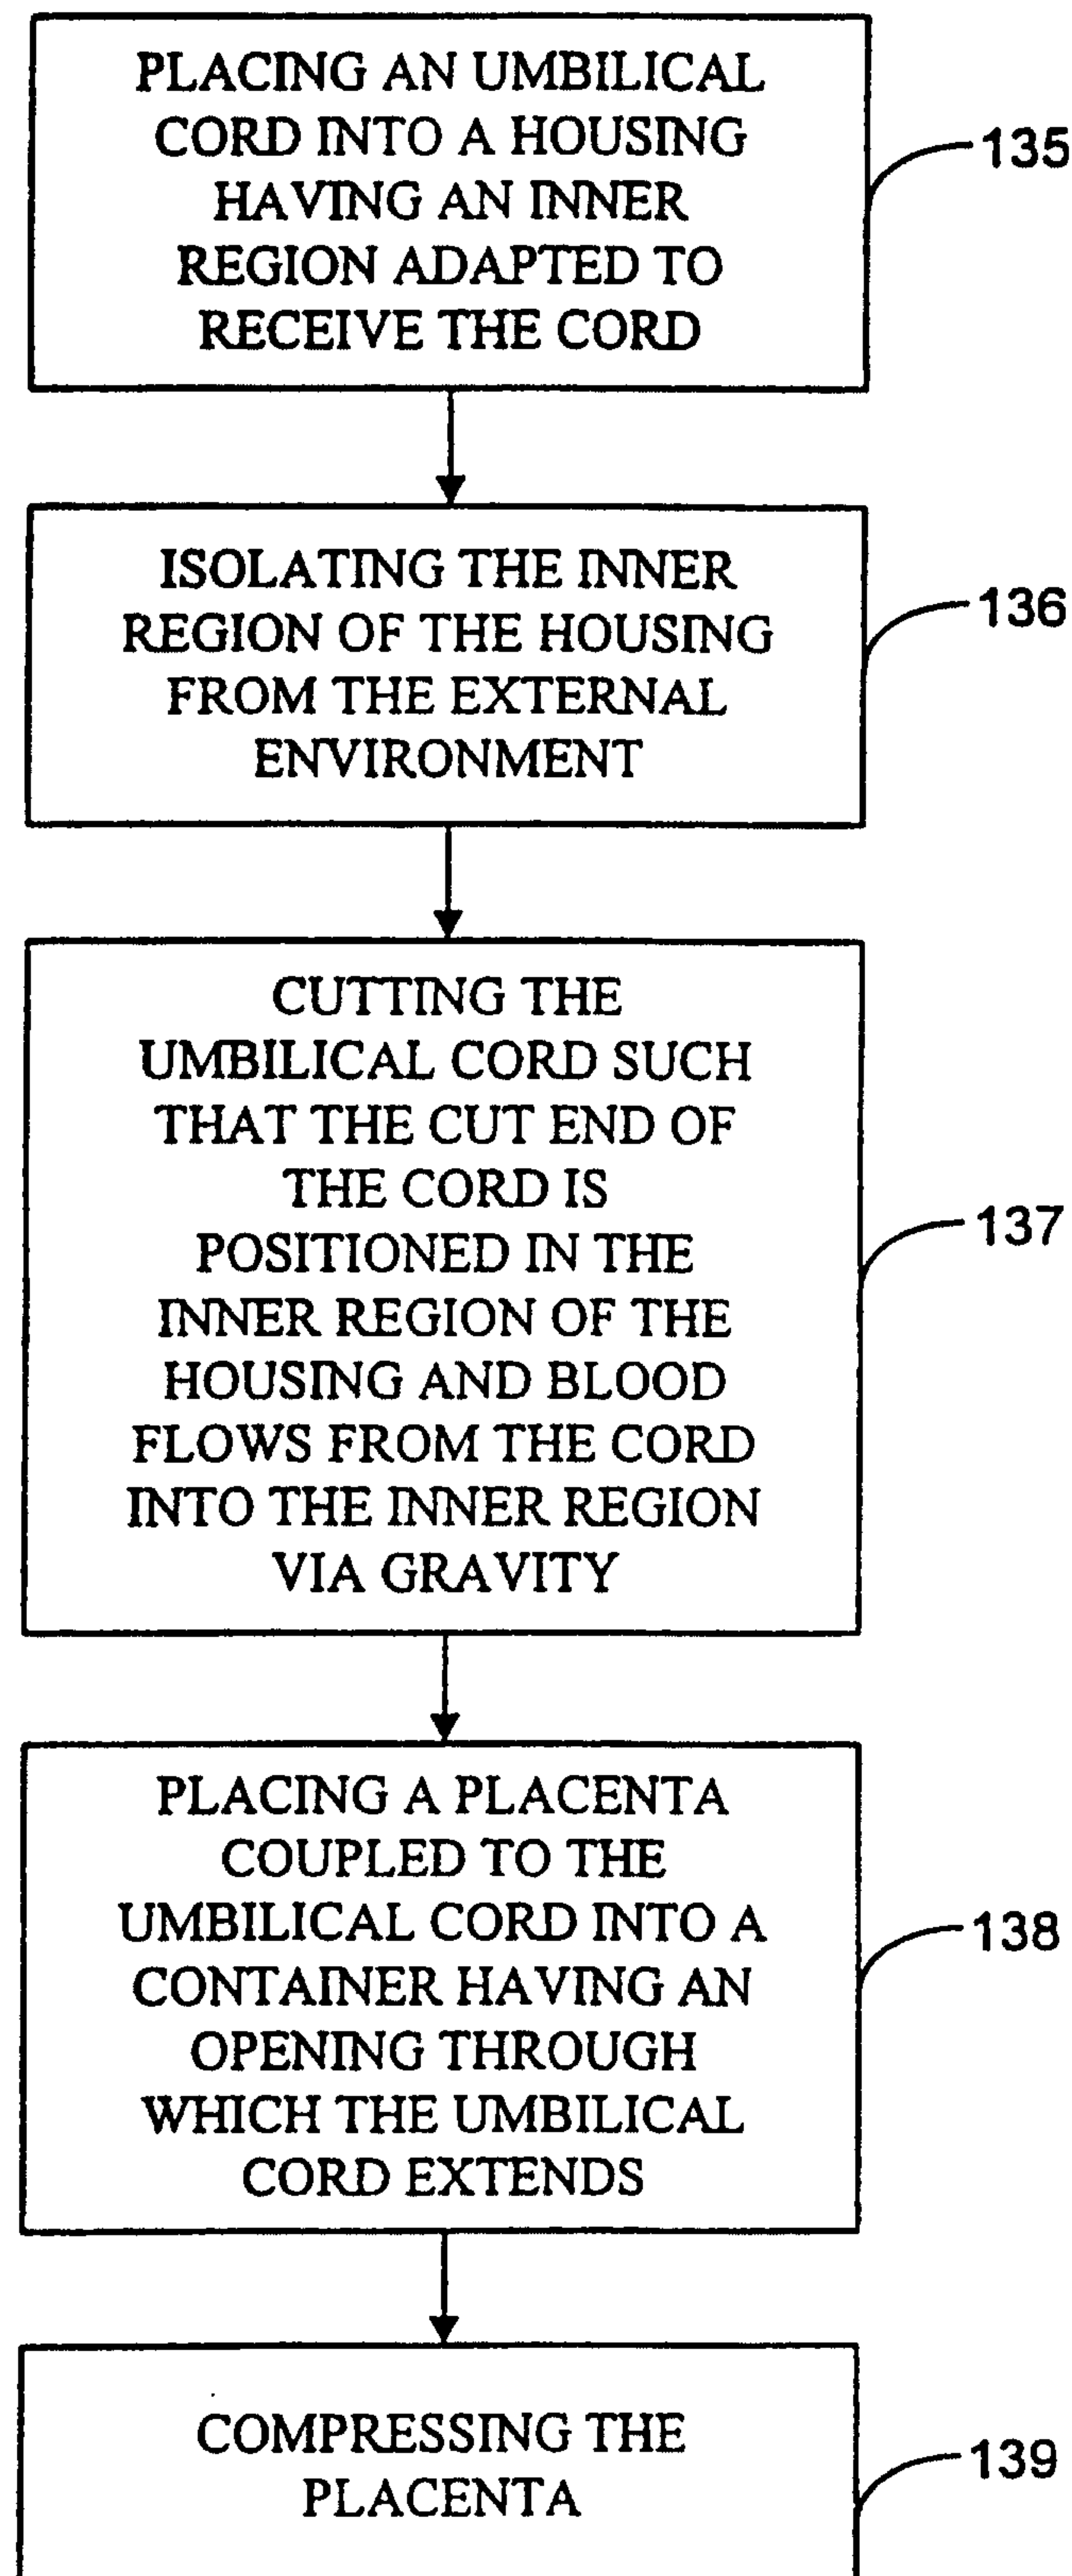 PLACING AN UMBILICAL
CORD INTO A HOUSING
HAVING AN INNER
REGION ADAPTED TO
RECEIVE THE CORD
135
ISOLATING THE INNER
REGION OF THE HOUSING
FROM THE EXTERNAL
ENVIRONMENT
136
CUTTING THE
UMBILICAL CORD SUCH
THAT THE CUT END OF
THE CORD IS
POSITIONED IN THE
INNER REGION OF THE
HOUSING AND BLOOD
FLOWS FROM THE CORD
INTO THE INNER REGION
VIA GRAVITY
137
PLACING A PLACENTA
COUPLED TO THE
UMBILICAL CORD INTO A
CONTAINER HAVING AN
OPENING THROUGH
WHICH THE UMBILICAL
CORD EXTENDS
138
COMPRESSING THE
PLACENTA
139